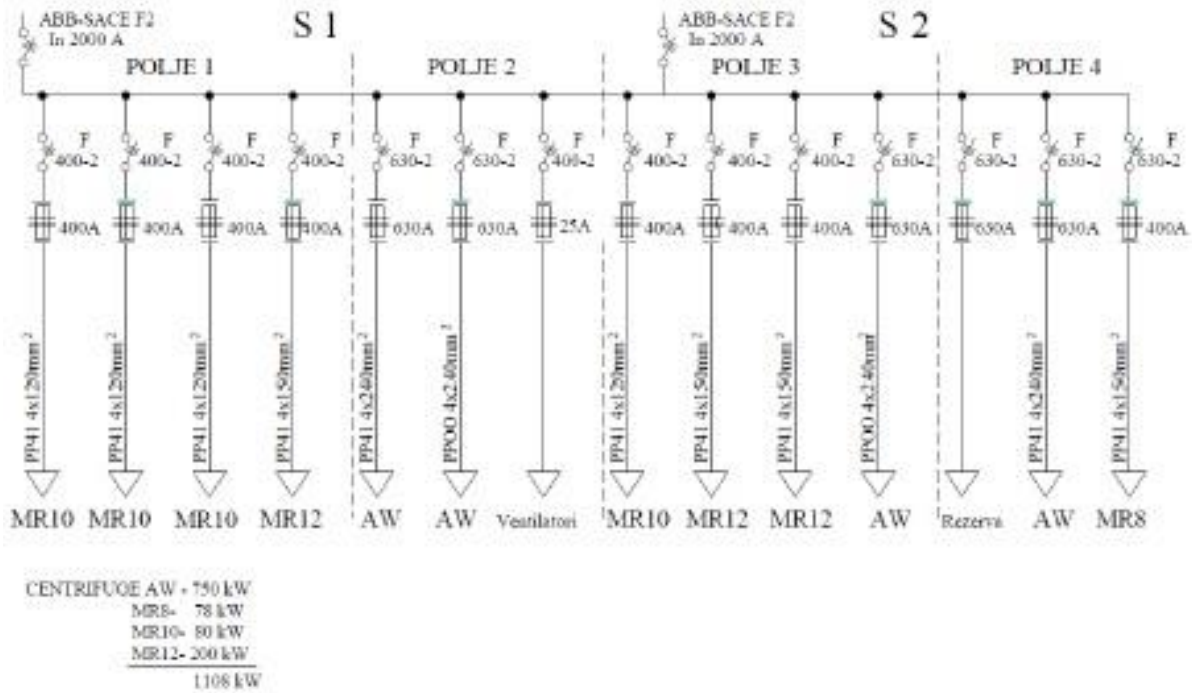 ABB-SACE F2
In 2000 A
S 1
ABB-SACE F2
In 2000 A
S 2
POLJE 1
POLJE 2
POLJE 3
POLJE 4
F F F F F F F F F F F F F F
400-2 400-2 400-2 400-2 630-2 630-2 400-2 400-2 400-2 400-2 630-2 630-2 630-2 630-2
400A 400A 400A 400A 630A 630A 25A 400A 400A 400A 630A 630A 630A 400A
PP41 4x120mm²
PP41 4x120mm²
PP41 4x120mm²
PP41 4x150mm²
PP41 4x240mm²
PPOO 4x240mm²
PP41 4x120mm²
PP41 4x150mm²
PP41 4x150mm²
PPOO 4x240mm²
PP41 4x240mm²
PP41 4x150mm²
MR10 MR10 MR10 MR12 AW AW Ventilatori MR10 MR12 MR12 AW Rezerva AW MR8
CENTRIFUGE AW - 750 kW
MR8- 78 kW
MR10- 80 kW
MR12- 200 kW
1108 kW